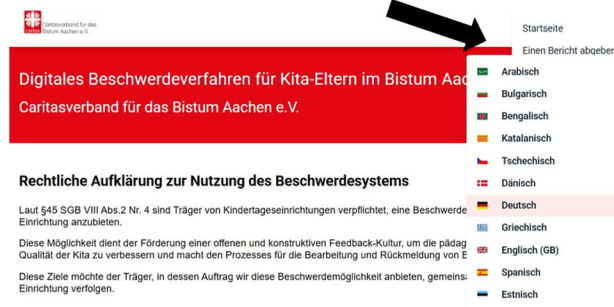 Caritasverband für das
Bistum Aachen e.V.
Startseite
Einen Bericht abgeben
Digitales Beschwerdeverfahren für Kita-Eltern im Bistum Aac
Caritasverband für das Bistum Aachen e.V.
Arabisch
Bulgarisch
Bengalisch
Katalanisch
Tschechisch
Dänisch
Deutsch
Griechisch
Englisch (GB)
Spanisch
Estnisch
Rechtliche Aufklärung zur Nutzung des Beschwerdesystems
Laut §45 SGB VIII Abs.2 Nr. 4 sind Träger von Kindertageseinrichtungen verpflichtet, eine Beschwerde
Einrichtung anzubieten.
Diese Möglichkeit dient der Förderung einer offenen und konstruktiven Feedback-Kultur, um die pädag
Qualität der Kita zu verbessern und macht den Prozesses für die Bearbeitung und Rückmeldung von
Diese Ziele möchte der Träger, in dessen Auftrag wir diese Beschwerdemöglichkeit anbieten, gemeins
Einrichtung verfolgen.